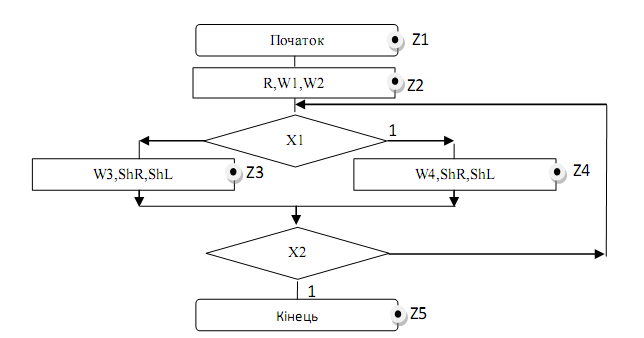 Початок
Z1
R,W1,W2
Z2
X1
1
W3,ShR,ShL
Z3
W4,ShR,ShL
Z4
X2
1
Кінець
Z5